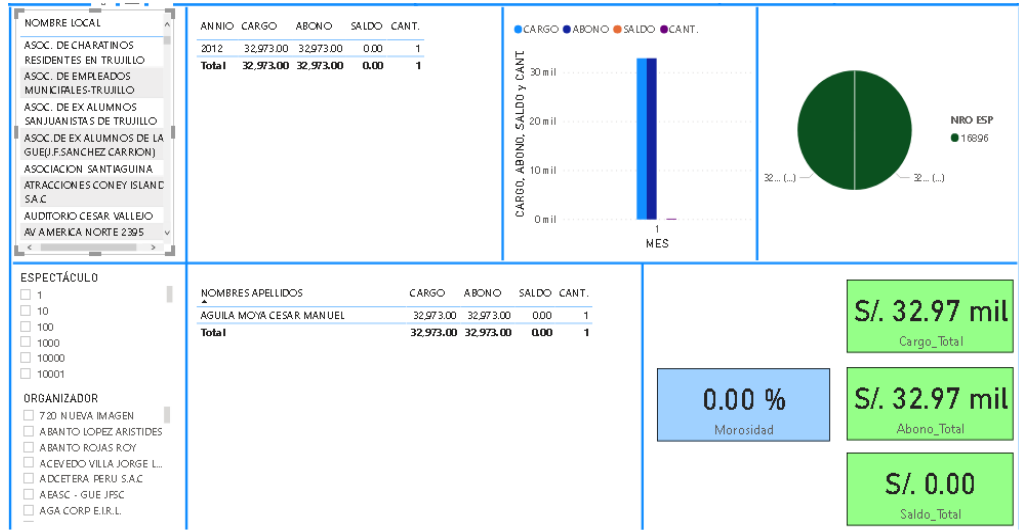 NOMBRE LOCAL
ASOC. DE CHARATINOS
RESIDENTES EN TRUJILLO
ASOC. DE EMPLEADOS
MUNICIPALES-TRUJILLO
ASOC. DE EX ALUMNOS
SANJUANISTAS DE TRUJILLO
ASOC.DE EX ALUMNOS DE LA
GUE(J.F.SANCHEZ CARRION)
ASOCIACION SANTIAGUINA
ATRACCIONES CONEY ISLAND
S.A.C
AUDITORIO CESAR VALLEJO
AV AMERICA NORTE 2395
ANNIO CARGO ABONO SALDO CANT.
2012 32,973.00 32,973.00 0.00 1
Total 32,973.00 32,973.00 0.00 1
CARGO ABONO SALDO CANT.
CARGO, ABONO, SALDO y CANT.
30 mil
20 mil
10 mil
0 mil
1
MES
32... (...)
32... (...)
NRO ESP
16896
ESPECTÁCULO
1
10
100
1000
10000
10001
ORGANIZADOR
720 NUEVA IMAGEN
ABANTO LOPEZ ARISTIDES
ABANTO ROJAS ROY
ACEVEDO VILLA JORGE L...
ADCETERA PERU S.A.C
AEASC - GUE JFSC
AGA CORP E.I.R.L.
NOMBRES APELLIDOS CARGO ABONO SALDO CANT.
AGUILA MOYA CESAR MANUEL 32,973.00 32,973.00 0.00 1
Total 32,973.00 32,973.00 0.00 1
0.00 %
Morosidad
S/. 32.97 mil
Cargo_Total
S/. 32.97 mil
Abono_Total
S/. 0.00
Saldo_Total